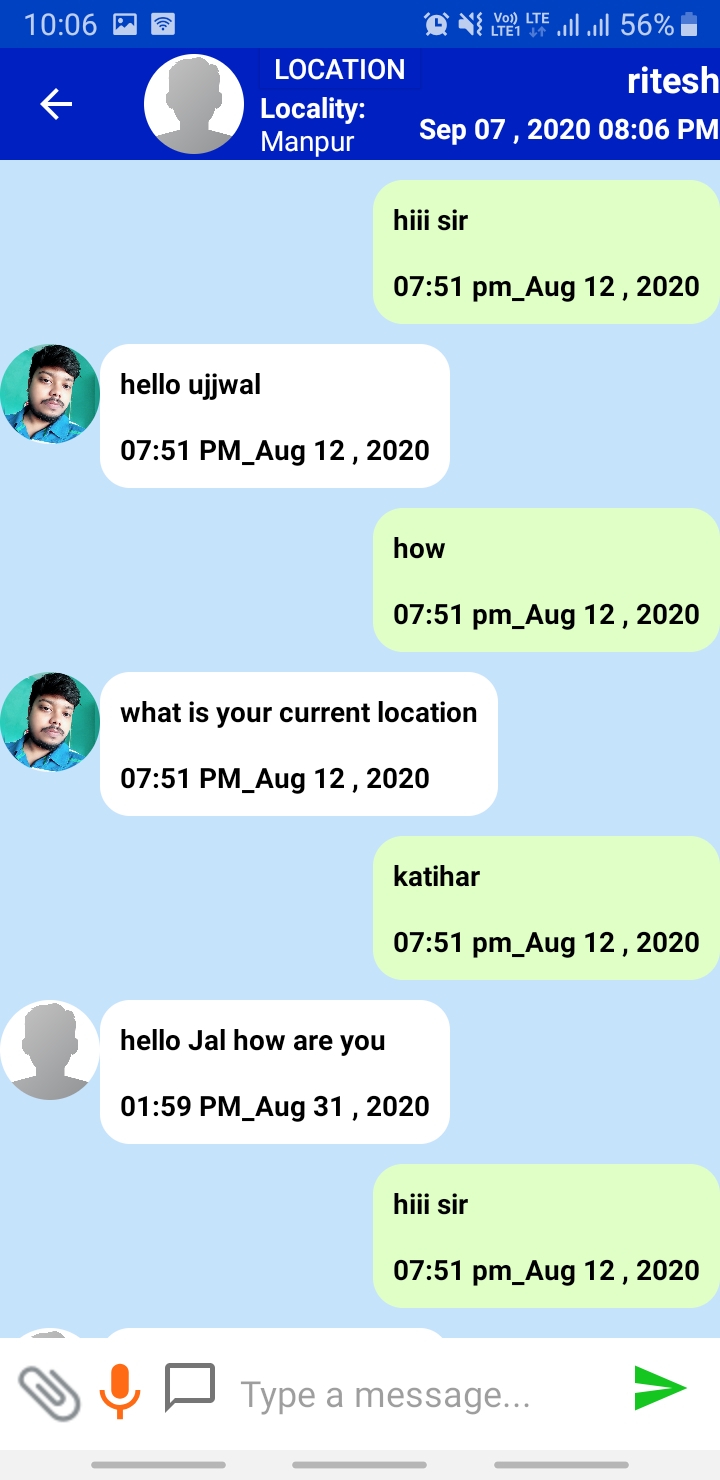 10:06
Vo)) LTE
LTE1
56%
LOCATION
ritesh
Locality:
Manpur
Sep 07 , 2020 08:06 PM
hiii sir
07:51 pm_Aug 12 , 2020
hello ujjwal
07:51 PM_Aug 12 , 2020
how
07:51 pm_Aug 12 , 2020
what is your current location
07:51 PM_Aug 12 , 2020
katihar
07:51 pm_Aug 12 , 2020
hello Jal how are you
01:59 PM_Aug 31 , 2020
hiii sir
07:51 pm_Aug 12 , 2020
Type a message...